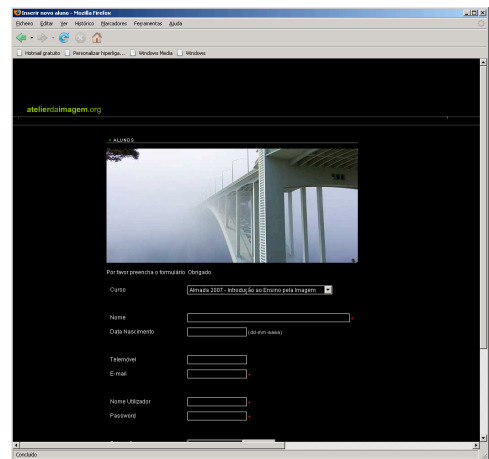 Inserir novo aluno - Mozilla Firefox
Ficheiro Editar Ver Histórico Marcadores Ferramentas Ajuda
Hotmail gratuito Personalizar hiperliga... Windows Media Windows
atelierdaimagem.org
ALUNOS
Por favor preencha o formulário. Obrigado.
Curso Almada 2007 - Introdução ao Ensino pela Imagem
Nome *
Data Nascimento (dd-mm-aaaa)
Telemóvel
E-mail *
Nome Utilizador *
Password *
Concluído